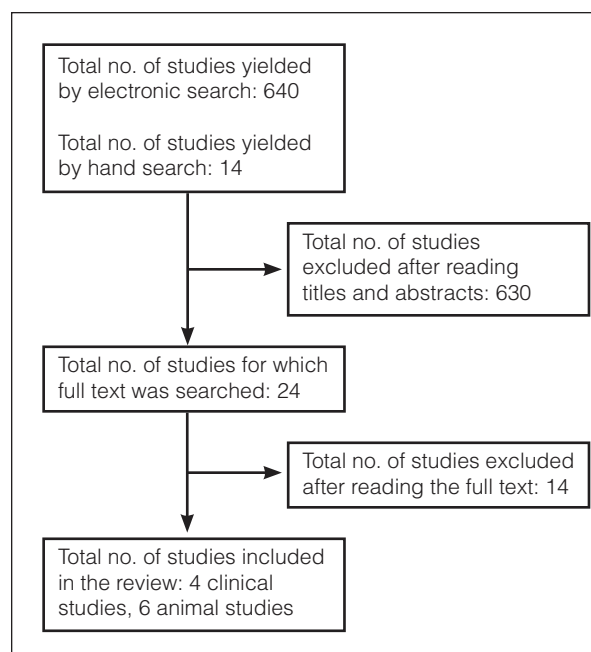 Total no. of studies yielded
by electronic search: 640
Total no. of studies yielded
by hand search: 14
Total no. of studies
excluded after reading
titles and abstracts: 630
Total no. of studies for which
full text was searched: 24
Total no. of studies excluded
after reading the full text: 14
Total no. of studies included
in the review: 4 clinical
studies, 6 animal studies